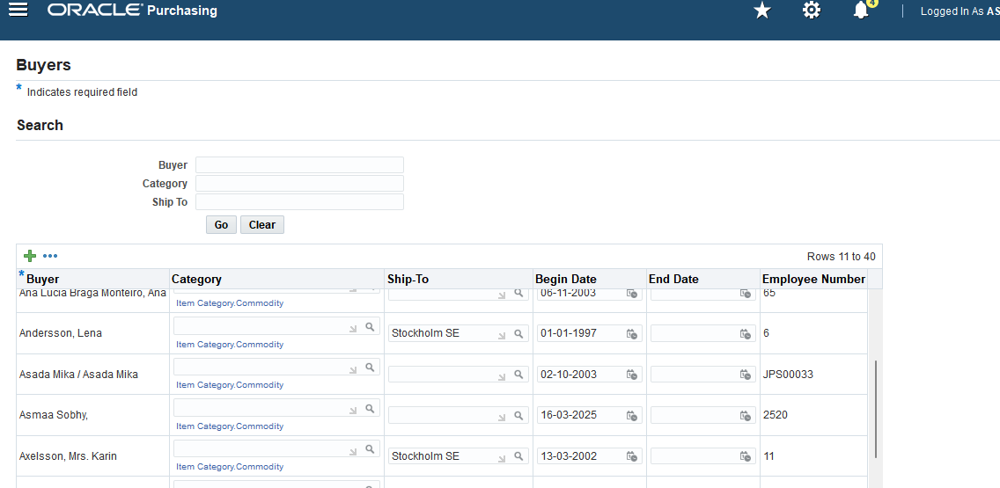 ORACLE Purchasing
4
Logged In As AS
Buyers
* Indicates required field
Search
Buyer
Category
Ship To
Go Clear
Rows 11 to 40
* Buyer Category Ship-To Begin Date End Date Employee Number
Ana Lucia Braga Monteiro, Ana 06-11-2003 65
Item Category.Commodity
Andersson, Lena Stockholm SE 01-01-1997 6
Item Category.Commodity
Asada Mika / Asada Mika 02-10-2003 JPS00033
Item Category.Commodity
Asmaa Sobhy, 16-03-2025 2520
Item Category.Commodity
Axelsson, Mrs. Karin Stockholm SE 13-03-2002 11
Item Category.Commodity